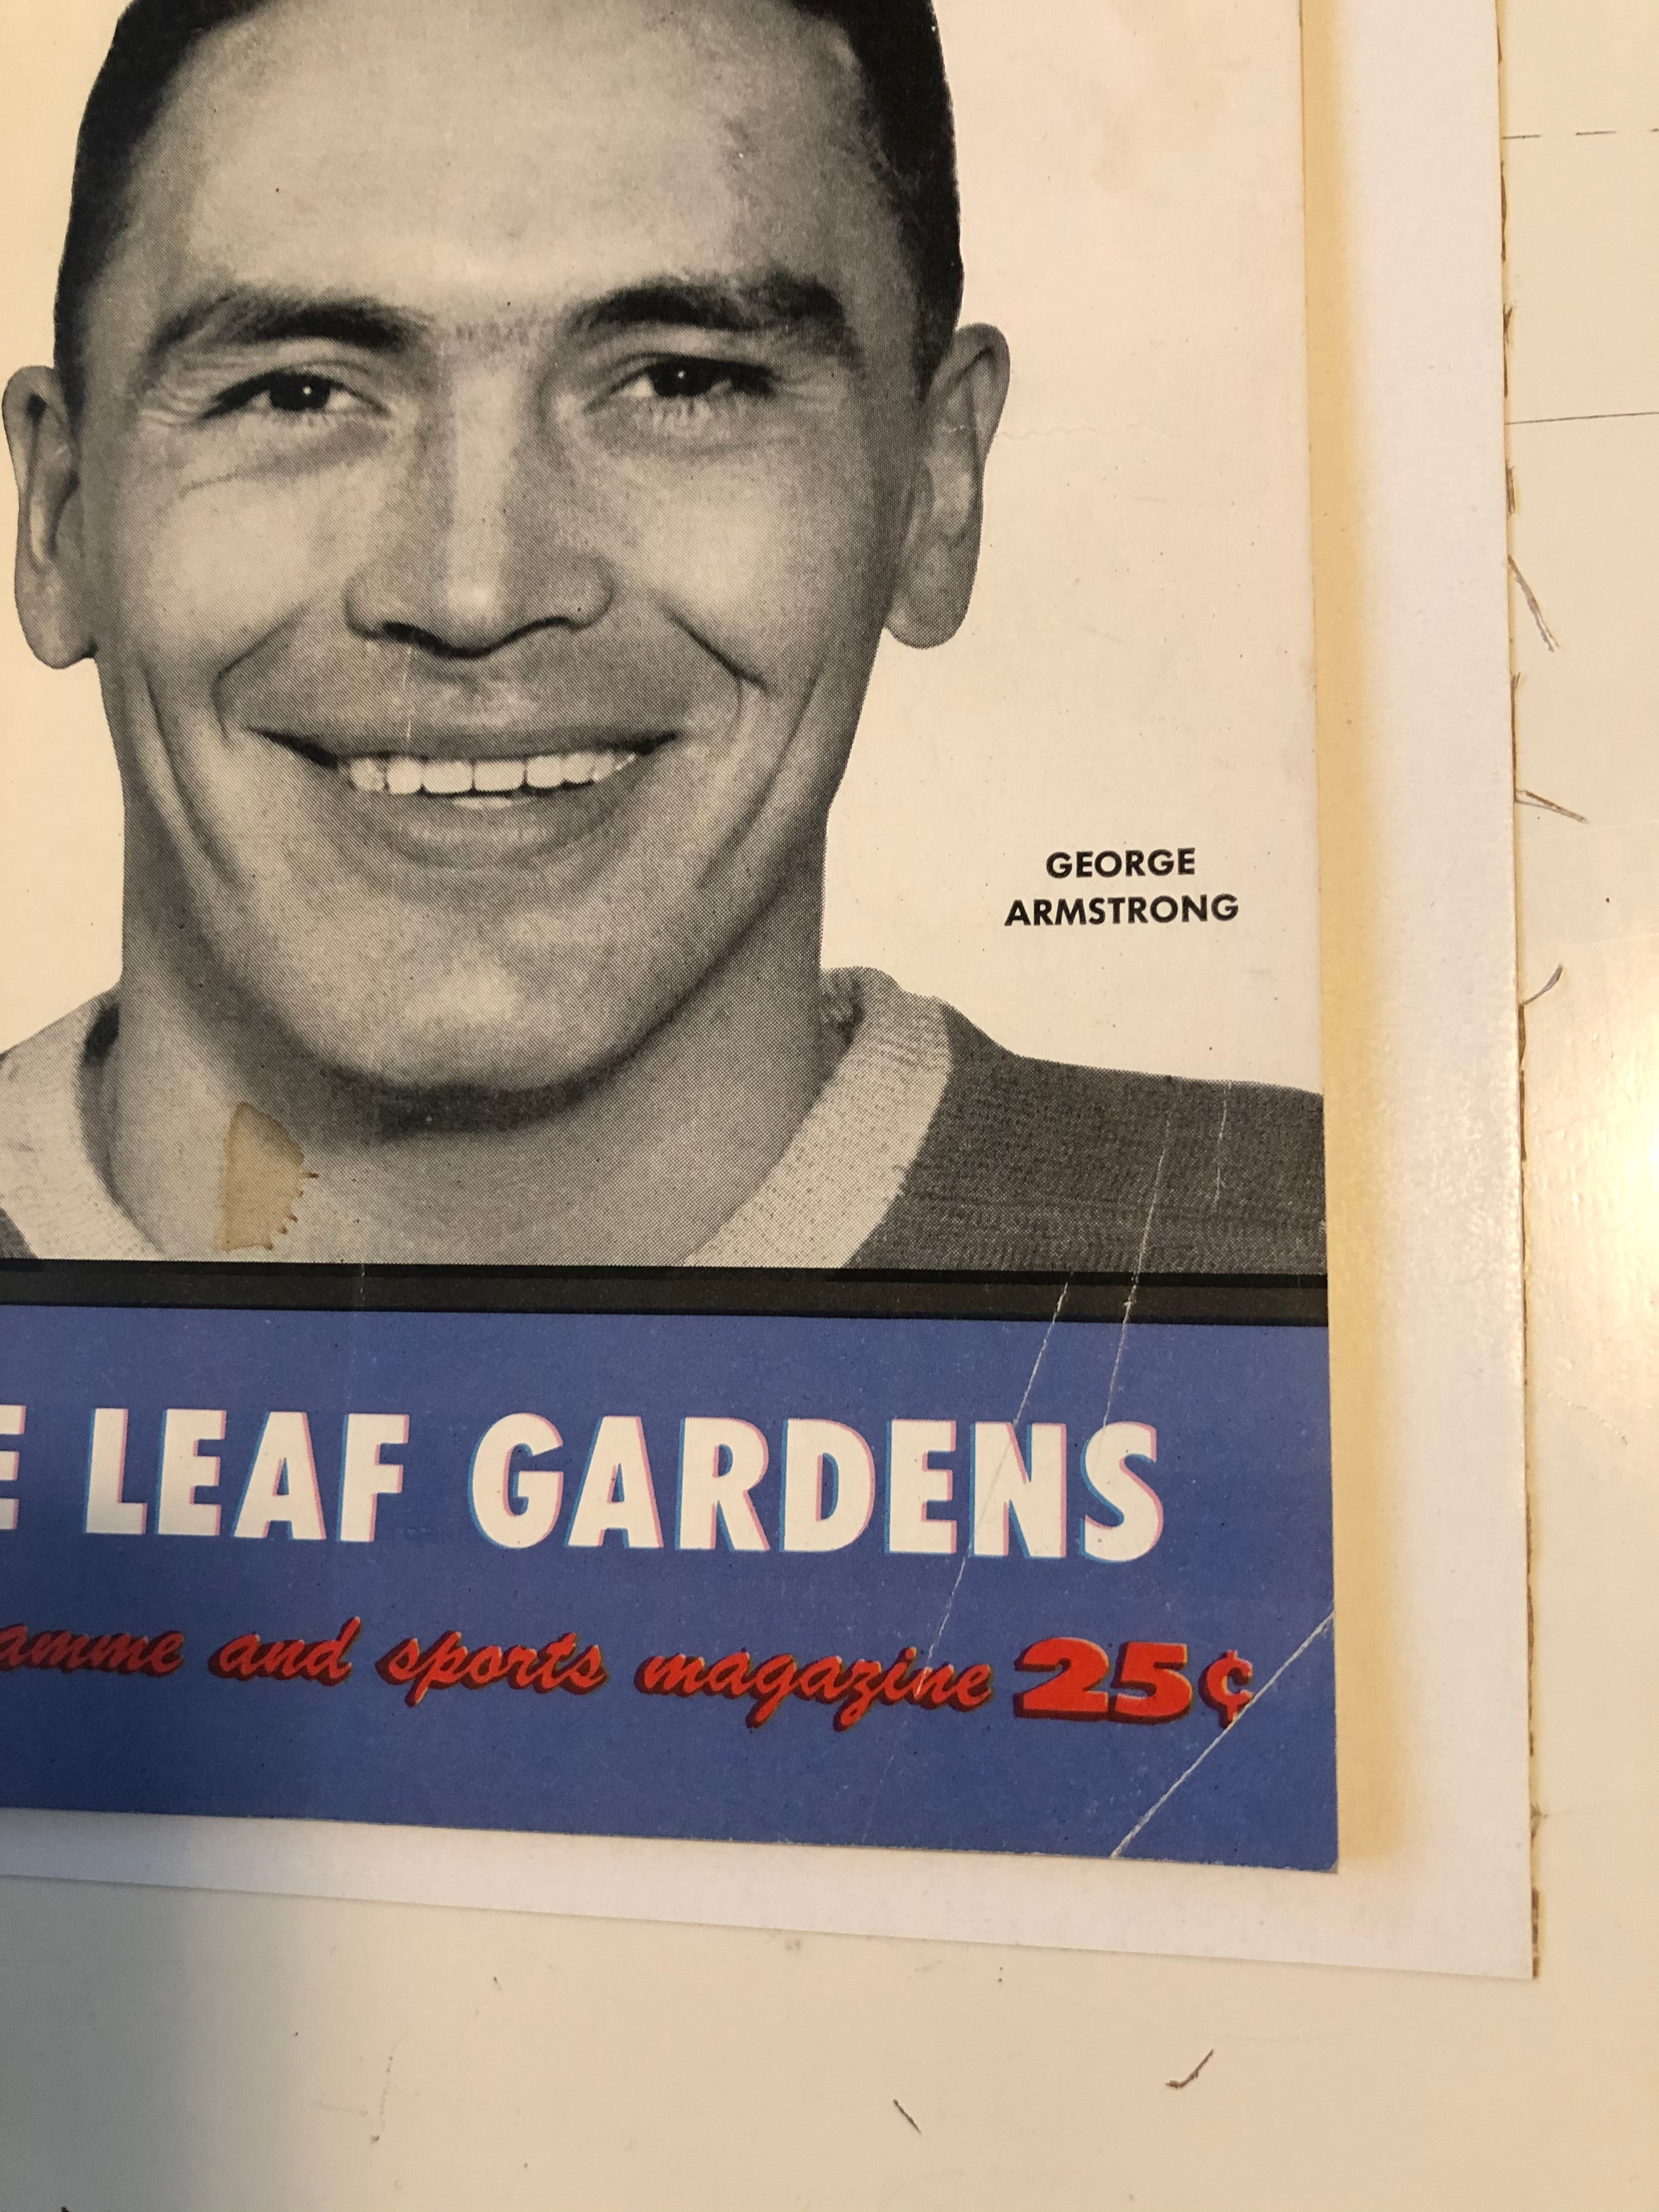 GEORGE
ARMSTRONG
E LEAF GARDENS
amme and sports magazine 25¢